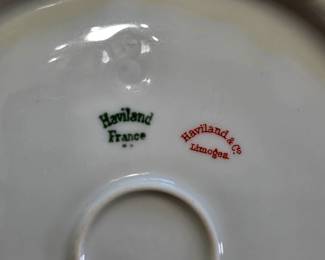 Haviland
France
Haviland & Co
Limoges